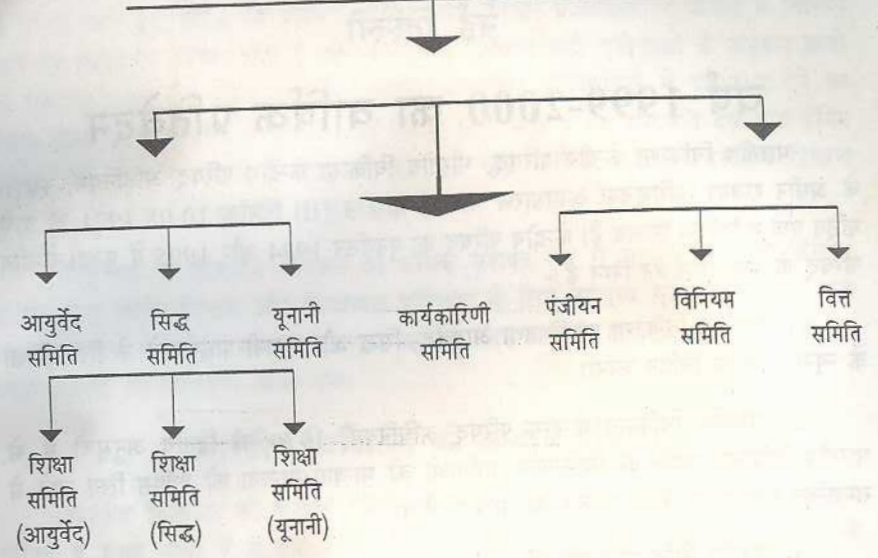 आयुर्वेद
समिति
सिद्ध
समिति
यूनानी
समिति
कार्यकारिणी
समिति
पंजीयन
समिति
विनियम
समिति
वित्त
समिति
शिक्षा
समिति
(आयुर्वेद)
शिक्षा
समिति
(सिद्ध)
शिक्षा
समिति
(यूनानी)